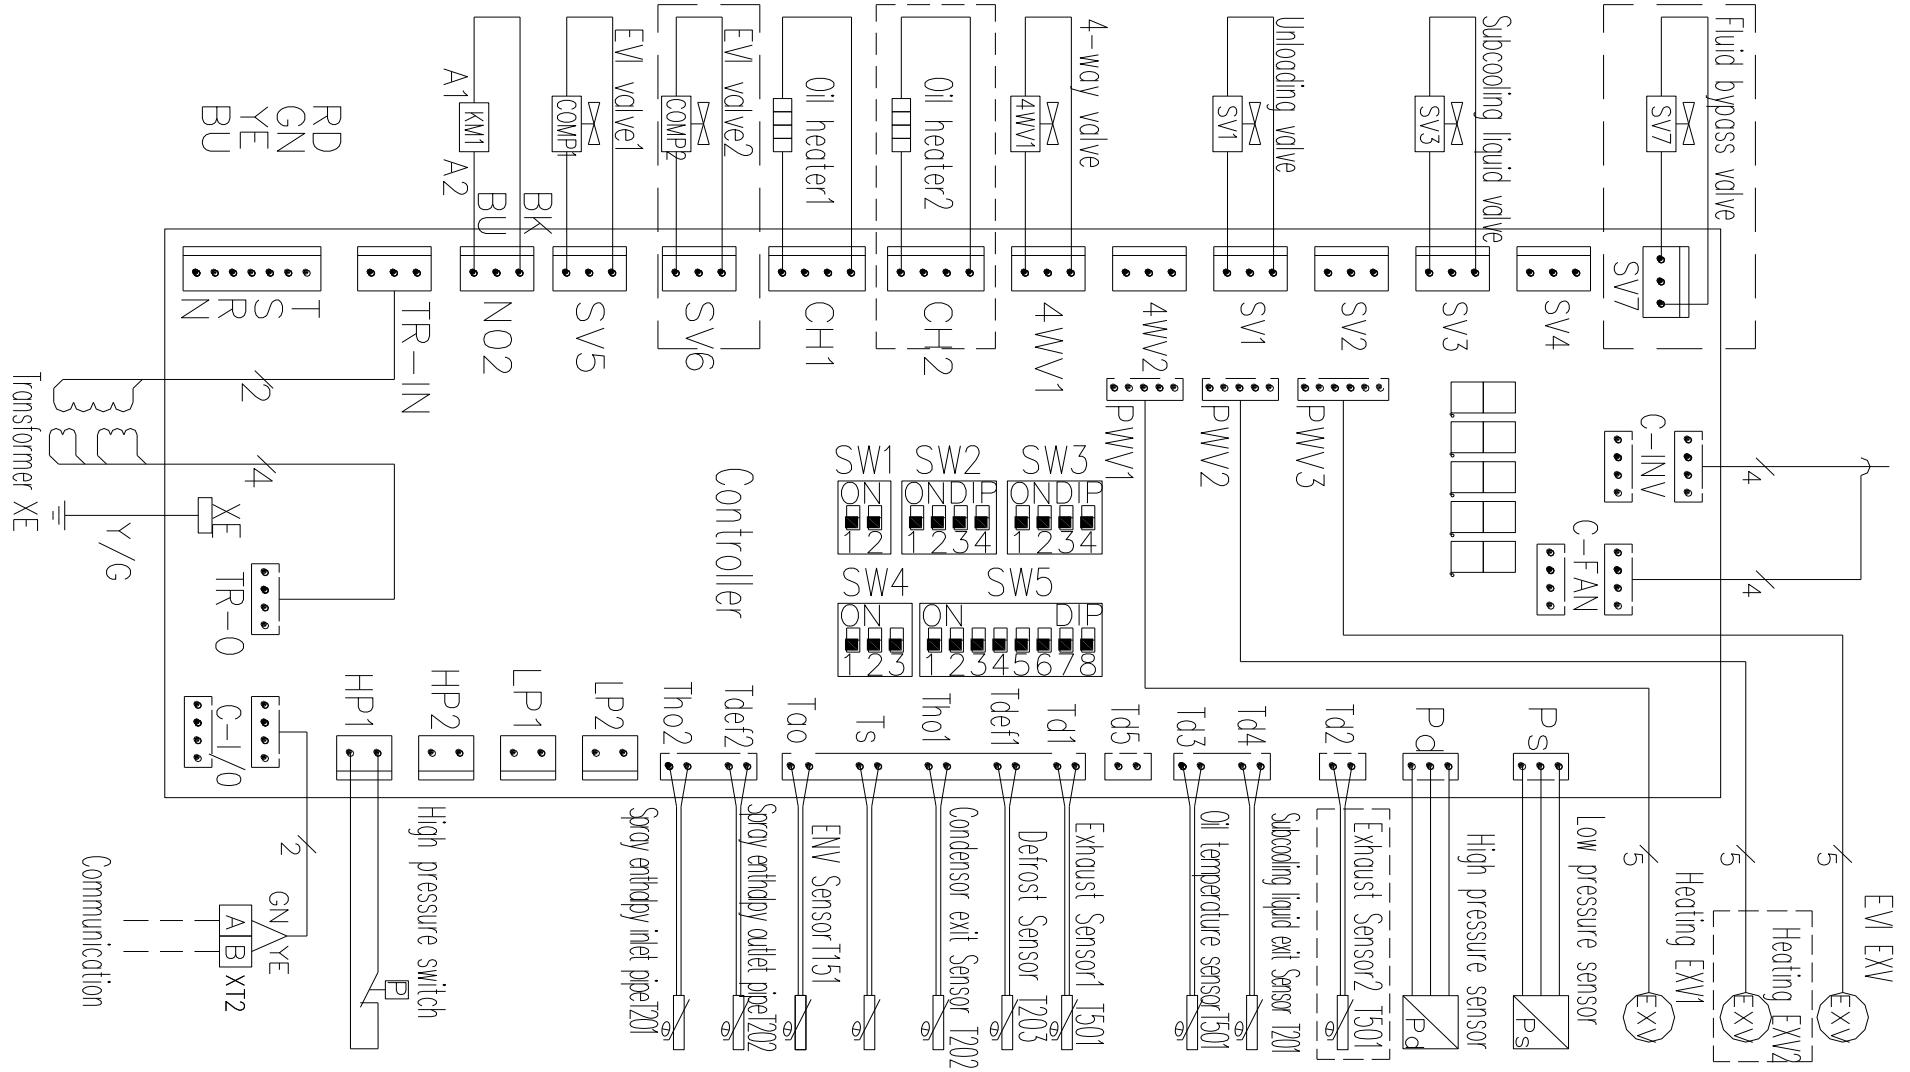 Fluid bypass valve
SV7
SV7
Subcooling liquid valve
SV3
Unloading valve
SV1
4-way valve
4WV1
Oil heater2
Oil heater1
EVI valve2
COMP2
EVI valve1
COMP1
A1
KM1
A2
BK
BU
RD
GN
YE
BU
T
S
R
N
TR-IN
NO2
SV5
SV6
CH1
CH2
4WV1
4WV2
SV1
SV2
SV3
SV4
PWV1
PWV2
PWV3
C-INV
4
C-FAN
4
2
4
Transformer XE
XE
Y/G
TR-O
Controller
SW1
ON
1 2
SW2
ONDIP
1 2 3 4
SW3
ONDIP
1 2 3 4
SW4
ON
1 2 3
SW5
ON DIP
1 2 3 4 5 6 7 8
C-I/O
HP1
HP2
LP1
LP2
Tho2
Tdef2
Tao
Ts
Tho1
Tdef1
Td1
Td5
Td3
Td4
Td2
Pd
Ps
2
GN
YE
A
B
XT2
Communication
High pressure switch
P
Spray enthalpy inlet pipeT201
θ
Spray enthalpy outlet pipeT202
θ
ENV SensorT151
θ
θ
Condensor exit Sensor T202
θ
Defrost Sensor T203
θ
Exhaust Sensor1 T501
θ
Oil temperature sensorT501
θ
Subcooling liquid exit Sensor T201
θ
Exhaust Sensor2 T501
θ
High pressure sensor
Pd
Low pressure sensor
Ps
5
Heating EXV1
EXV
5
Heating EXV2
EXV
5
EVI EXV
EXV